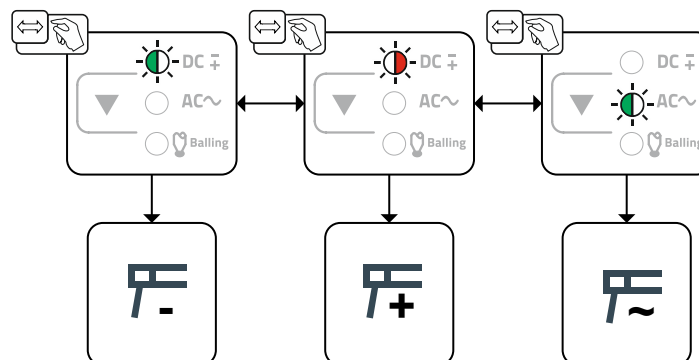 DC ∓ DC ∓ DC ∓
AC～ AC～ AC～
Balling Balling Balling
- + ~